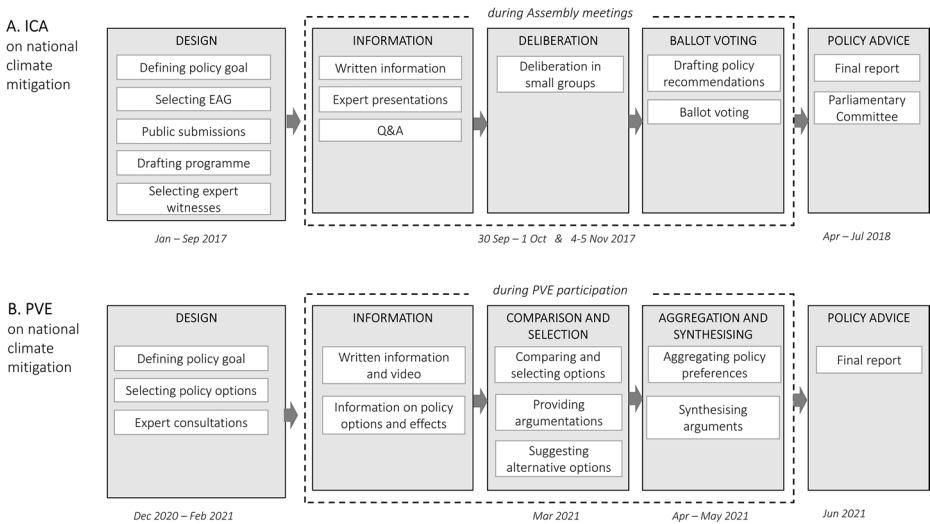 during Assembly meetings
A. ICA
on national
climate
mitigation
DESIGN
Defining policy goal
Selecting EAG
Public submissions
Drafting programme
Selecting expert
witnesses
Jan – Sep 2017
INFORMATION
Written information
Expert presentations
Q&A
DELIBERATION
Deliberation in
small groups
BALLOT VOTING
Drafting policy
recommendations
Ballot voting
30 Sep – 1 Oct & 4-5 Nov 2017
POLICY ADVICE
Final report
Parliamentary
Committee
Apr – Jul 2018
during PVE participation
B. PVE
on national
climate
mitigation
DESIGN
Defining policy goal
Selecting policy options
Expert consultations
Dec 2020 – Feb 2021
INFORMATION
Written information
and video
Information on policy
options and effects
COMPARISON AND
SELECTION
Comparing and
selecting options
Providing
argumentations
Suggesting
alternative options
Mar 2021
AGGREGATION AND
SYNTHESISING
Aggregating policy
preferences
Synthesising
arguments
Apr – May 2021
POLICY ADVICE
Final report
Jun 2021